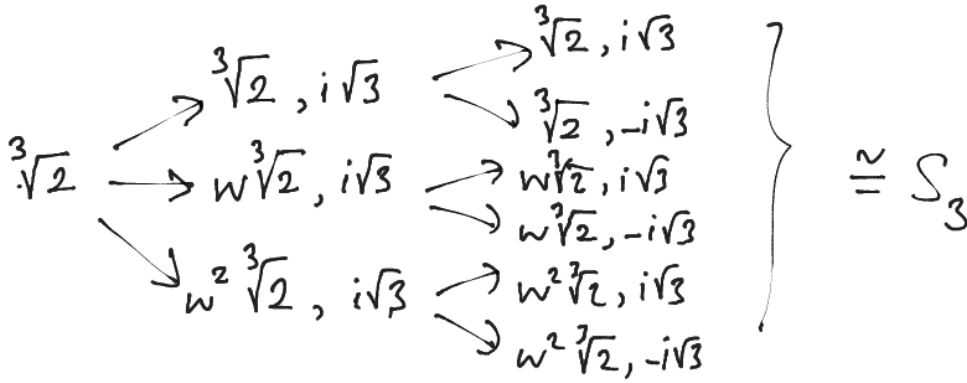 ∛2, i√3
∛2, i√3
∛2, -i√3
∛2
w∛2, i√3
w∛2, i√3
≅ S₃
w∛2, -i√3
w²∛2, i√3
w²∛2, i√3
w²∛2, -i√3